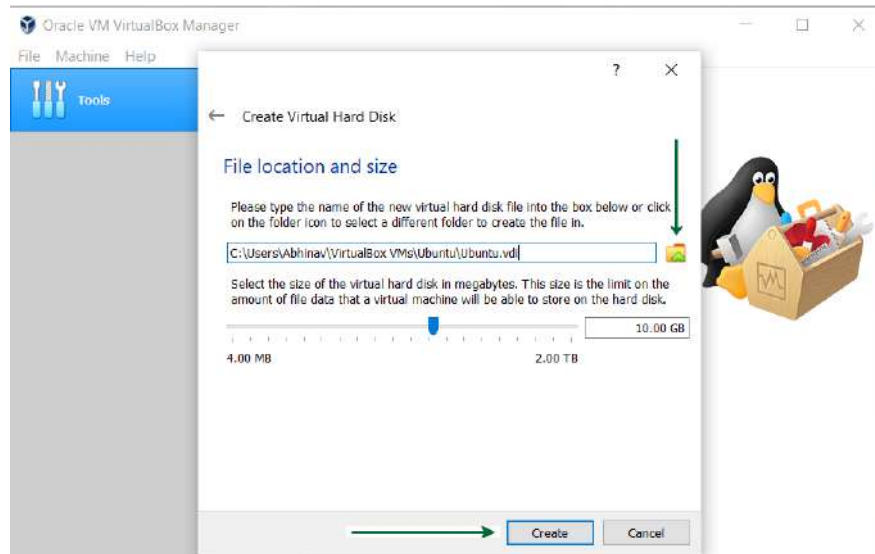 Oracle VM VirtualBox Manager
File Machine Help
Tools
?
Create Virtual Hard Disk
File location and size
Please type the name of the new virtual hard disk file into the box below or click
on the folder icon to select a different folder to create the file in.
C:\Users\Abhinav\VirtualBox VMs\Ubuntu\Ubuntu.vdi
Select the size of the virtual hard disk in megabytes. This size is the limit on the
amount of file data that a virtual machine will be able to store on the hard disk.
10.00 GB
4.00 MB 2.00 TB
Create Cancel